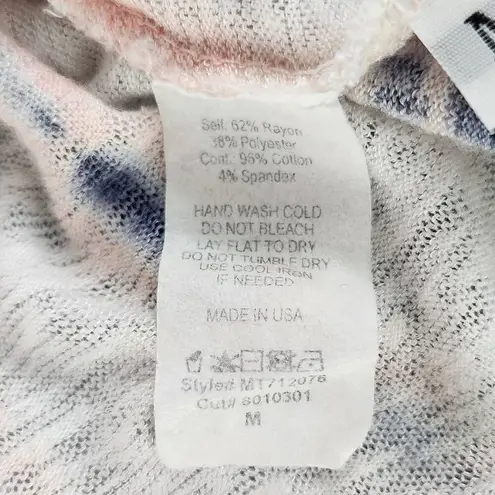 Self: 62% Rayon
38% Polyester
Cont: 96% Cotton
4% Spandex
HAND WASH COLD
DO NOT BLEACH
LAY FLAT TO DRY
DO NOT TUMBLE DRY
USE COOL IRON
IF NEEDED
MADE IN USA
Style# MT712076
Cut# 6010301
M